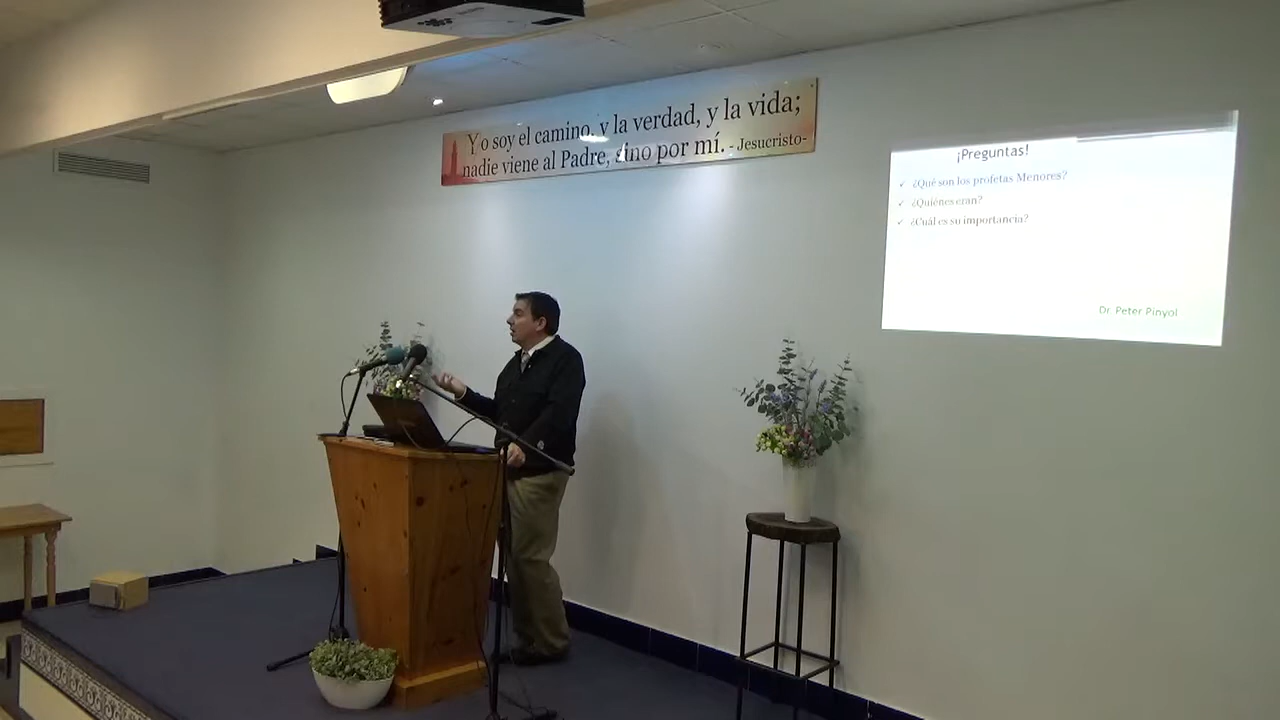 Yo soy el camino, y la verdad, y la vida;
nadie viene al Padre, sino por mí. - Jesucristo-
¡Preguntas!
✓ ¿Qué son los profetas Menores?
✓ ¿Quiénes eran?
✓ ¿Cuál es su importancia?
Dr. Peter Pinyol